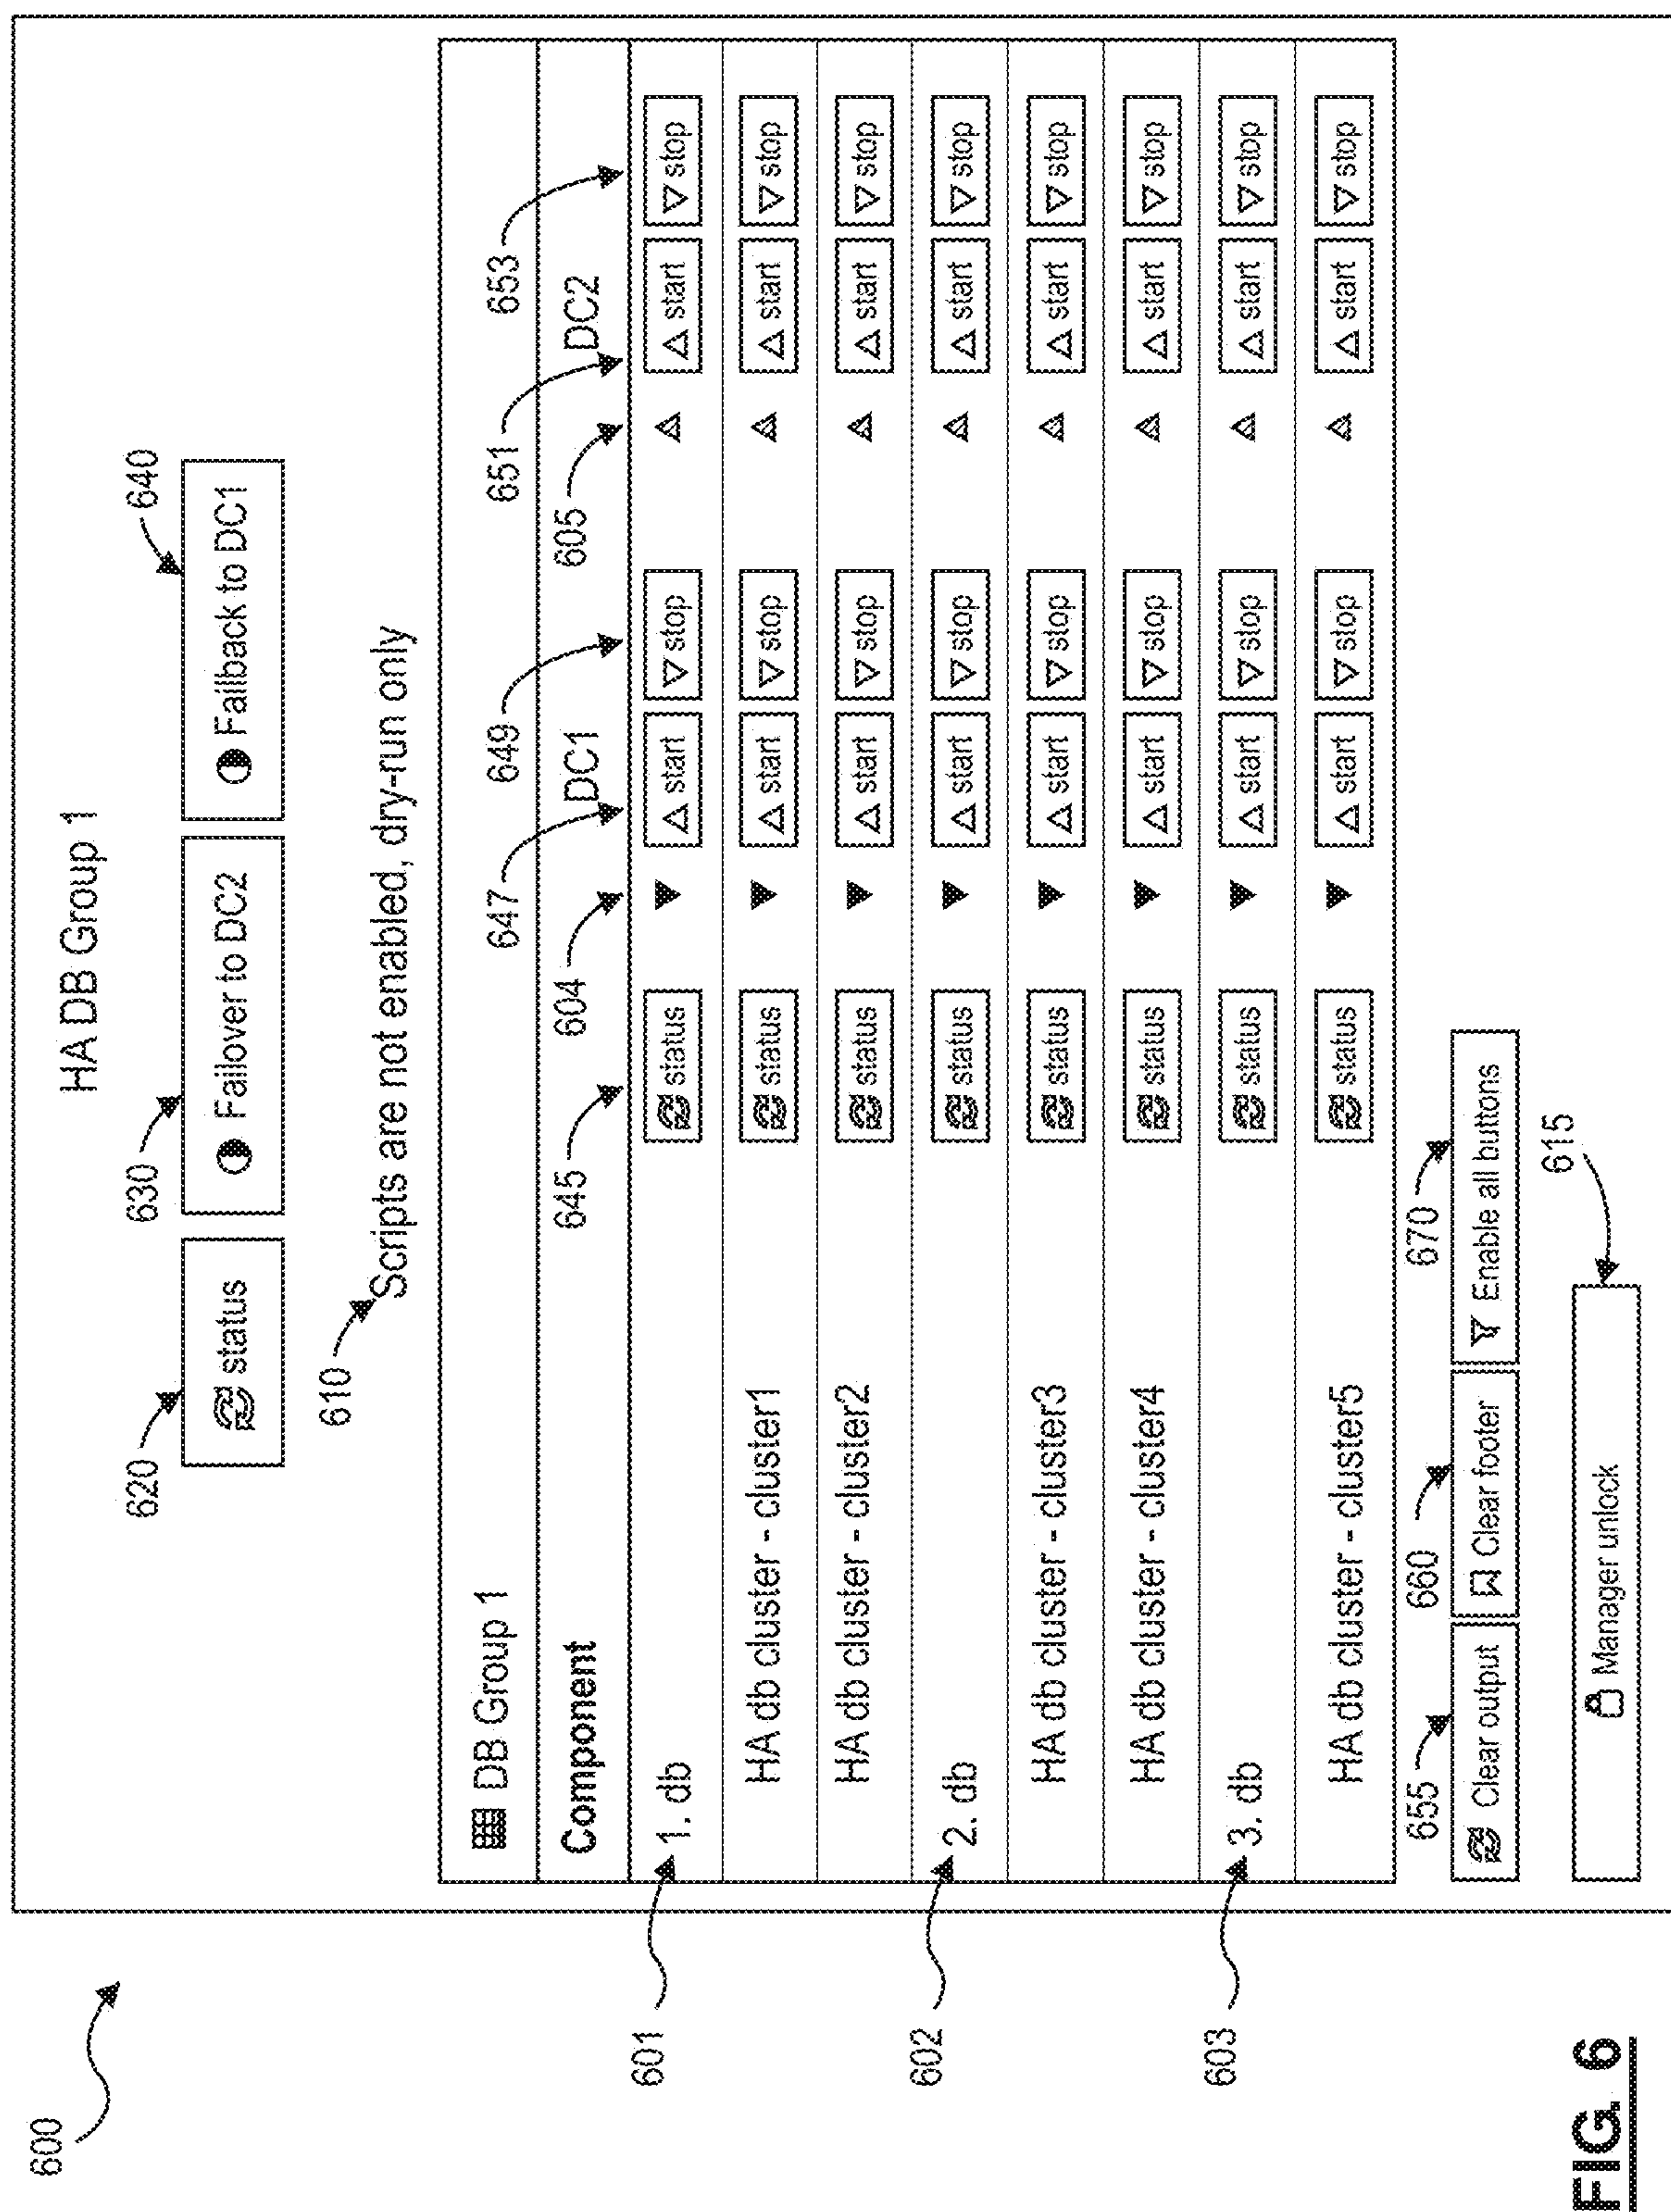 600
HA DB Group 1
620 630 640
status Failover to DC2 Failback to DC1
610
Scripts are not enabled, dry-run only
DB Group 1
647 649 651 653
Component DC1 DC2
645 604 605
601 1. db status start stop start stop
HA db cluster - cluster1 status start stop start stop
HA db cluster - cluster2 status start stop start stop
602 2. db status start stop start stop
HA db cluster - cluster3 status start stop start stop
HA db cluster - cluster4 status start stop start stop
603 3. db status start stop start stop
HA db cluster - cluster5 status start stop start stop
655 660 670
Clear output Clear footer Enable all buttons
615
Manager unlock
FIG. 6